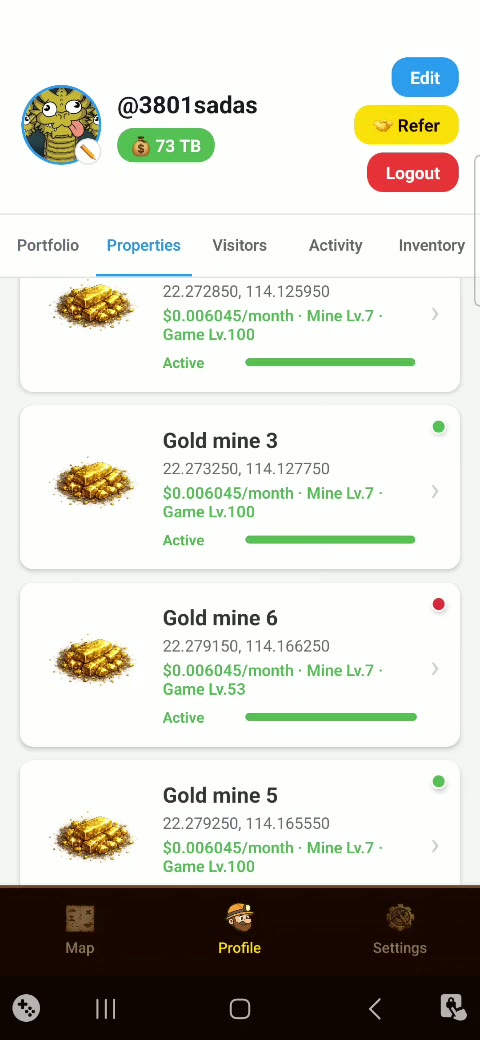 @3801sadas
73 TB
Edit
Refer
Logout
Portfolio
Properties
Visitors
Activity
Inventory
22.272850, 114.125950
$0.006045/month · Mine Lv.7 ·
Game Lv.100
Active
Gold mine 3
22.273250, 114.127750
$0.006045/month · Mine Lv.7 ·
Game Lv.100
Active
Gold mine 6
22.279150, 114.166250
$0.006045/month · Mine Lv.7 ·
Game Lv.53
Active
Gold mine 5
22.279250, 114.165550
$0.006045/month · Mine Lv.7 ·
Game Lv.100
Map
Profile
Settings